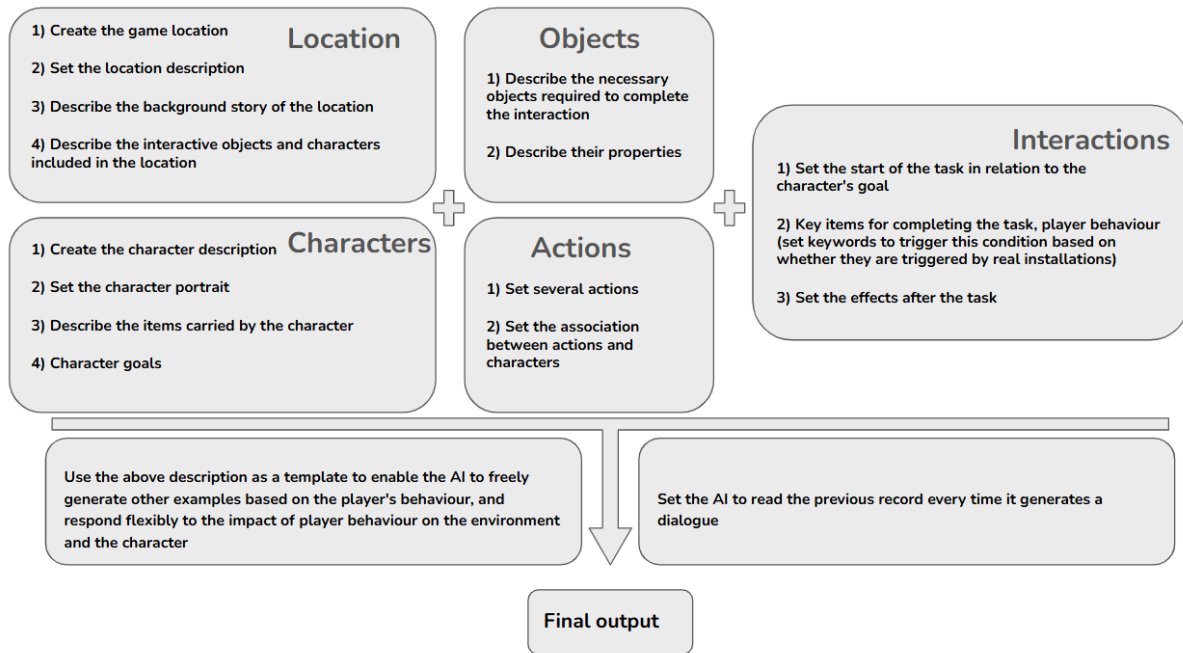 Location
1) Create the game location
2) Set the location description
3) Describe the background story of the location
4) Describe the interactive objects and characters
included in the location
Objects
1) Describe the necessary
objects required to complete
the interaction
2) Describe their properties
Characters
1) Create the character description
2) Set the character portrait
3) Describe the items carried by the character
4) Character goals
Actions
1) Set several actions
2) Set the association
between actions and
characters
Interactions
1) Set the start of the task in relation to the
character's goal
2) Key items for completing the task, player behaviour
(set keywords to trigger this condition based on
whether they are triggered by real installations)
3) Set the effects after the task
Use the above description as a template to enable the AI to freely
generate other examples based on the player's behaviour, and
respond flexibly to the impact of player behaviour on the environment
and the character
Set the AI to read the previous record every time it generates a
dialogue
Final output